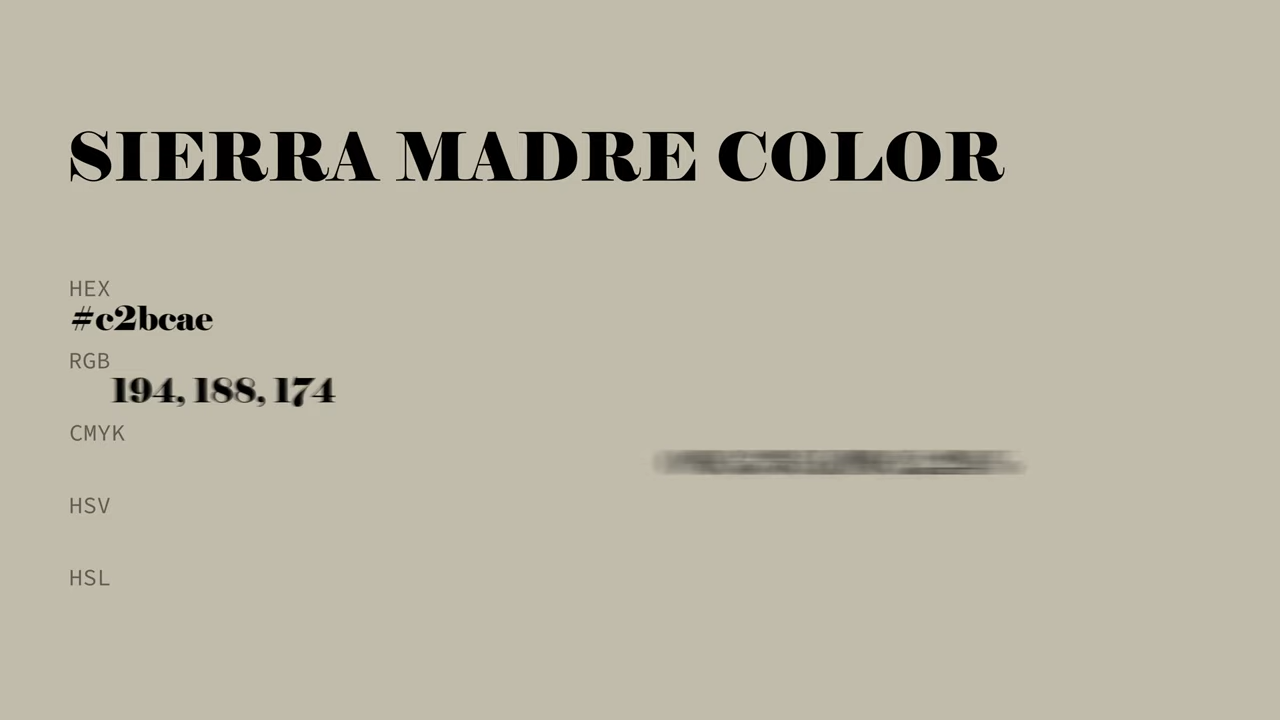 SIERRA MADRE COLOR
HEX
#c2bcae
RGB
194, 188, 174
CMYK
HSV
HSL